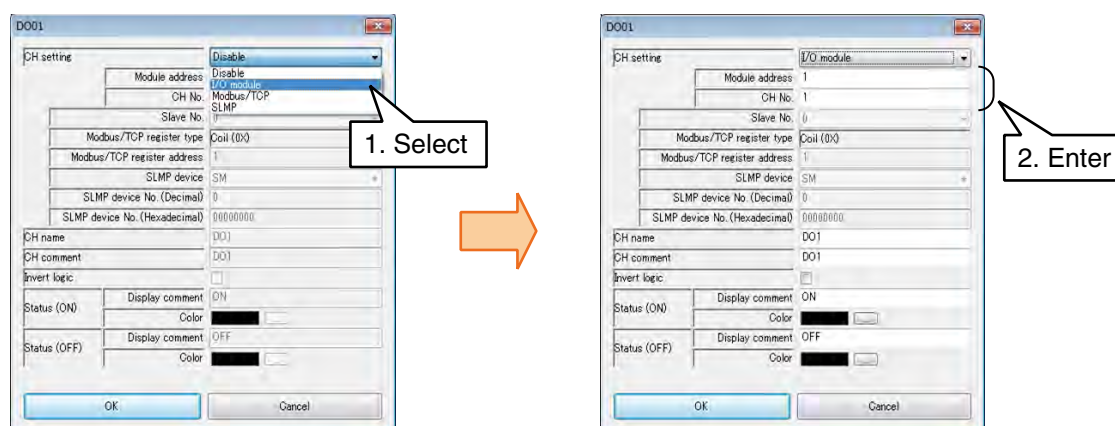 DO01
CH setting
Disable
Disable
Module address
I/O module
CH No.
Modbus/TCP
SLMP
Slave No.
0
Modbus/TCP register type
Coil (0X)
Modbus/TCP register address
1
SLMP device
SM
SLMP device No. (Decimal)
0
SLMP device No. (Hexadecimal)
00000000
CH name
DO1
CH comment
DO1
Invert logic
Status (ON)
Display comment
ON
Color
Status (OFF)
Display comment
OFF
Color
OK
Cancel
1. Select
DO01
CH setting
I/O module
Module address
1
CH No.
1
Slave No.
0
Modbus/TCP register type
Coil (0X)
Modbus/TCP register address
1
SLMP device
SM
SLMP device No. (Decimal)
0
SLMP device No. (Hexadecimal)
00000000
CH name
DO1
CH comment
DO1
Invert logic
Status (ON)
Display comment
ON
Color
Status (OFF)
Display comment
OFF
Color
OK
Cancel
2. Enter